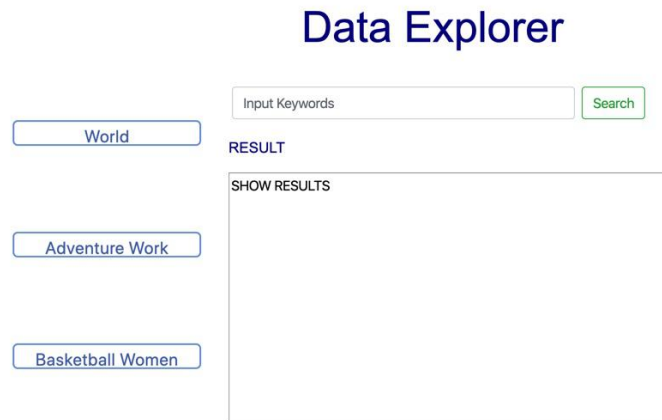 Data Explorer
Input Keywords
Search
World
RESULT
SHOW RESULTS
Adventure Work
Basketball Women